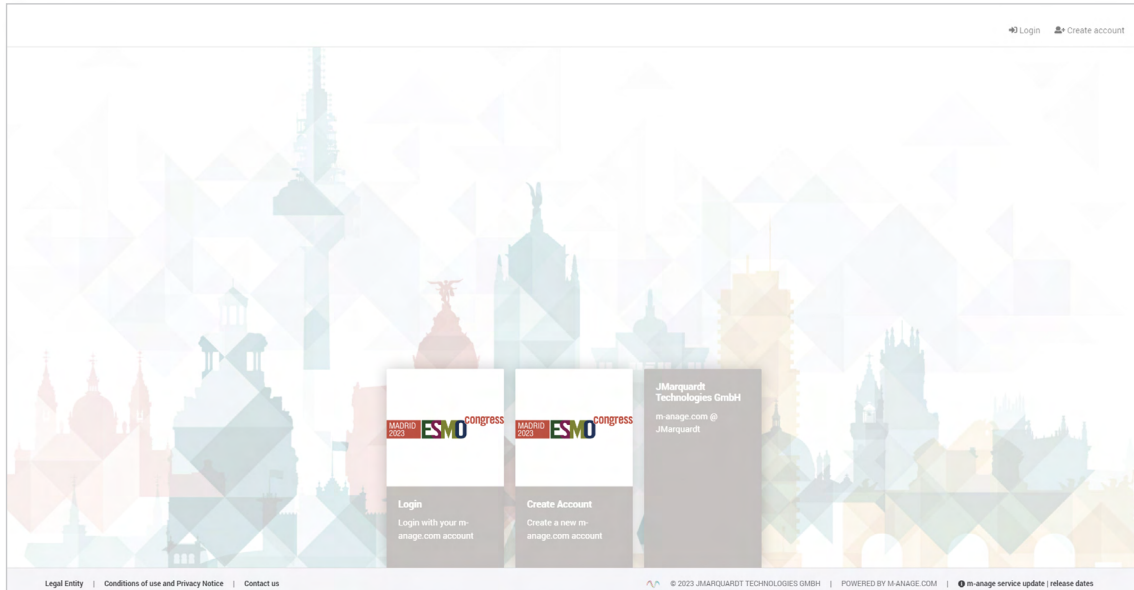 Login Create account
MADRID 2023 ESMO congress
MADRID 2023 ESMO congress
JMarquardt
Technologies GmbH
m-anage.com @
JMarquardt
Login
Login with your m-
anage.com account
Create Account
Create a new m-
anage.com account
Legal Entity | Conditions of use and Privacy Notice | Contact us
© 2023 JMARQUARDT TECHNOLOGIES GMBH | POWERED BY M-ANAGE.COM | m-anage service update | release dates